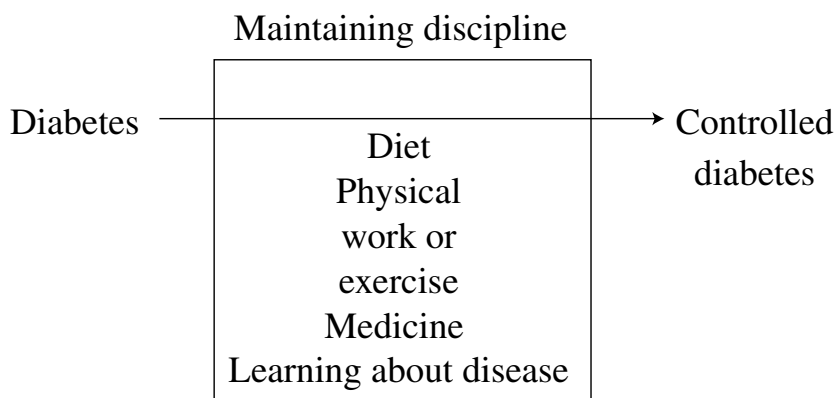 Maintaining discipline
Diabetes
Controlled
diabetes
Diet
Physical
work or
exercise
Medicine
Learning about disease